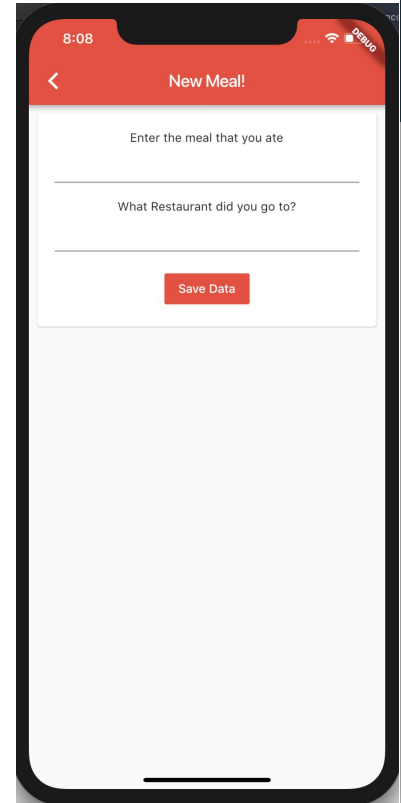 8:08
DEBUG
New Meal!
Enter the meal that you ate
What Restaurant did you go to?
Save Data